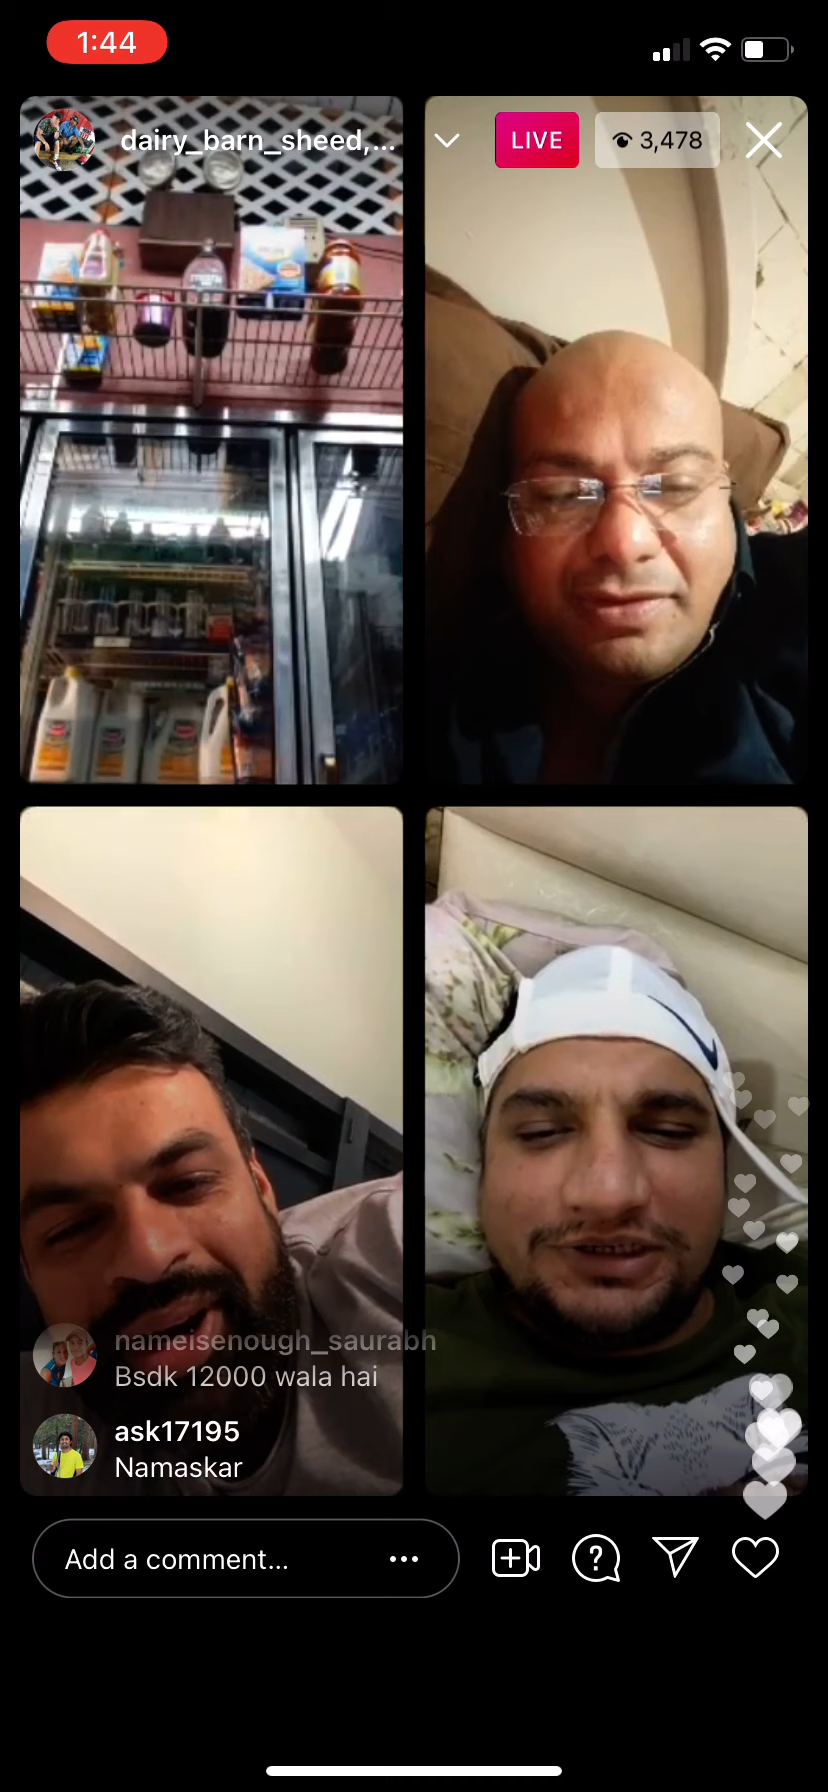 1:44
dairy_barn_sheed,...
LIVE
3,478
nameisenough_saurabh
Bsdk 12000 wala hai
ask17195
Namaskar
Add a comment...